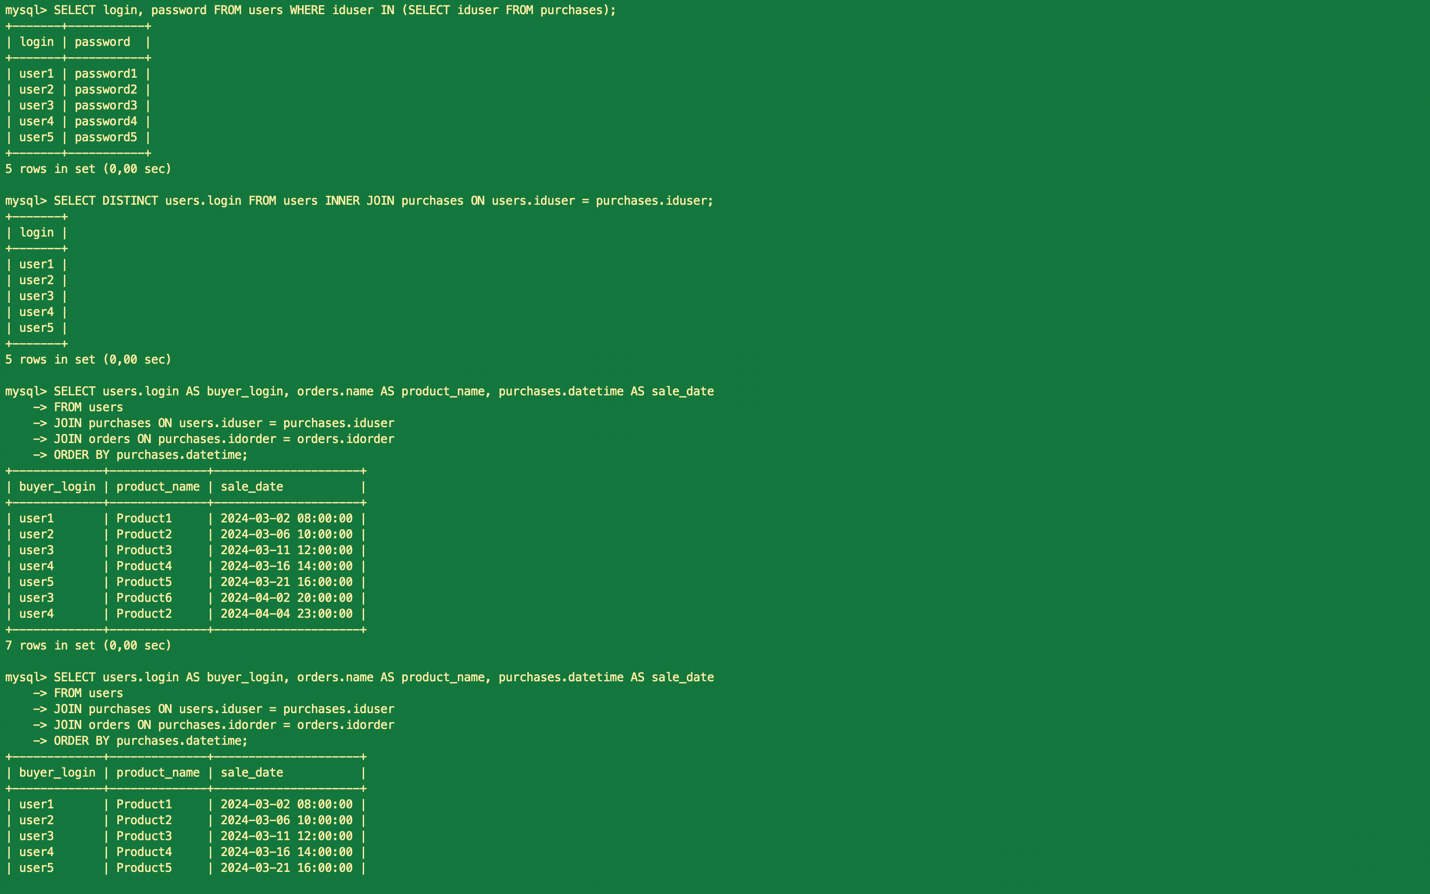 mysql> SELECT login, password FROM users WHERE iduser IN (SELECT iduser FROM purchases);
+-------+-----------+
| login | password  |
+-------+-----------+
| user1 | password1 |
| user2 | password2 |
| user3 | password3 |
| user4 | password4 |
| user5 | password5 |
+-------+-----------+
5 rows in set (0,00 sec)

mysql> SELECT DISTINCT users.login FROM users INNER JOIN purchases ON users.iduser = purchases.iduser;
+-------+
| login |
+-------+
| user1 |
| user2 |
| user3 |
| user4 |
| user5 |
+-------+
5 rows in set (0,00 sec)

mysql> SELECT users.login AS buyer_login, orders.name AS product_name, purchases.datetime AS sale_date
    -> FROM users
    -> JOIN purchases ON users.iduser = purchases.iduser
    -> JOIN orders ON purchases.idorder = orders.idorder
    -> ORDER BY purchases.datetime;
+-------------+--------------+---------------------+
| buyer_login | product_name | sale_date           |
+-------------+--------------+---------------------+
| user1       | Product1     | 2024-03-02 08:00:00 |
| user2       | Product2     | 2024-03-06 10:00:00 |
| user3       | Product3     | 2024-03-11 12:00:00 |
| user4       | Product4     | 2024-03-16 14:00:00 |
| user5       | Product5     | 2024-03-21 16:00:00 |
| user3       | Product6     | 2024-04-02 20:00:00 |
| user4       | Product2     | 2024-04-04 23:00:00 |
+-------------+--------------+---------------------+
7 rows in set (0,00 sec)

mysql> SELECT users.login AS buyer_login, orders.name AS product_name, purchases.datetime AS sale_date
    -> FROM users
    -> JOIN purchases ON users.iduser = purchases.iduser
    -> JOIN orders ON purchases.idorder = orders.idorder
    -> ORDER BY purchases.datetime;
+-------------+--------------+---------------------+
| buyer_login | product_name | sale_date           |
+-------------+--------------+---------------------+
| user1       | Product1     | 2024-03-02 08:00:00 |
| user2       | Product2     | 2024-03-06 10:00:00 |
| user3       | Product3     | 2024-03-11 12:00:00 |
| user4       | Product4     | 2024-03-16 14:00:00 |
| user5       | Product5     | 2024-03-21 16:00:00 |